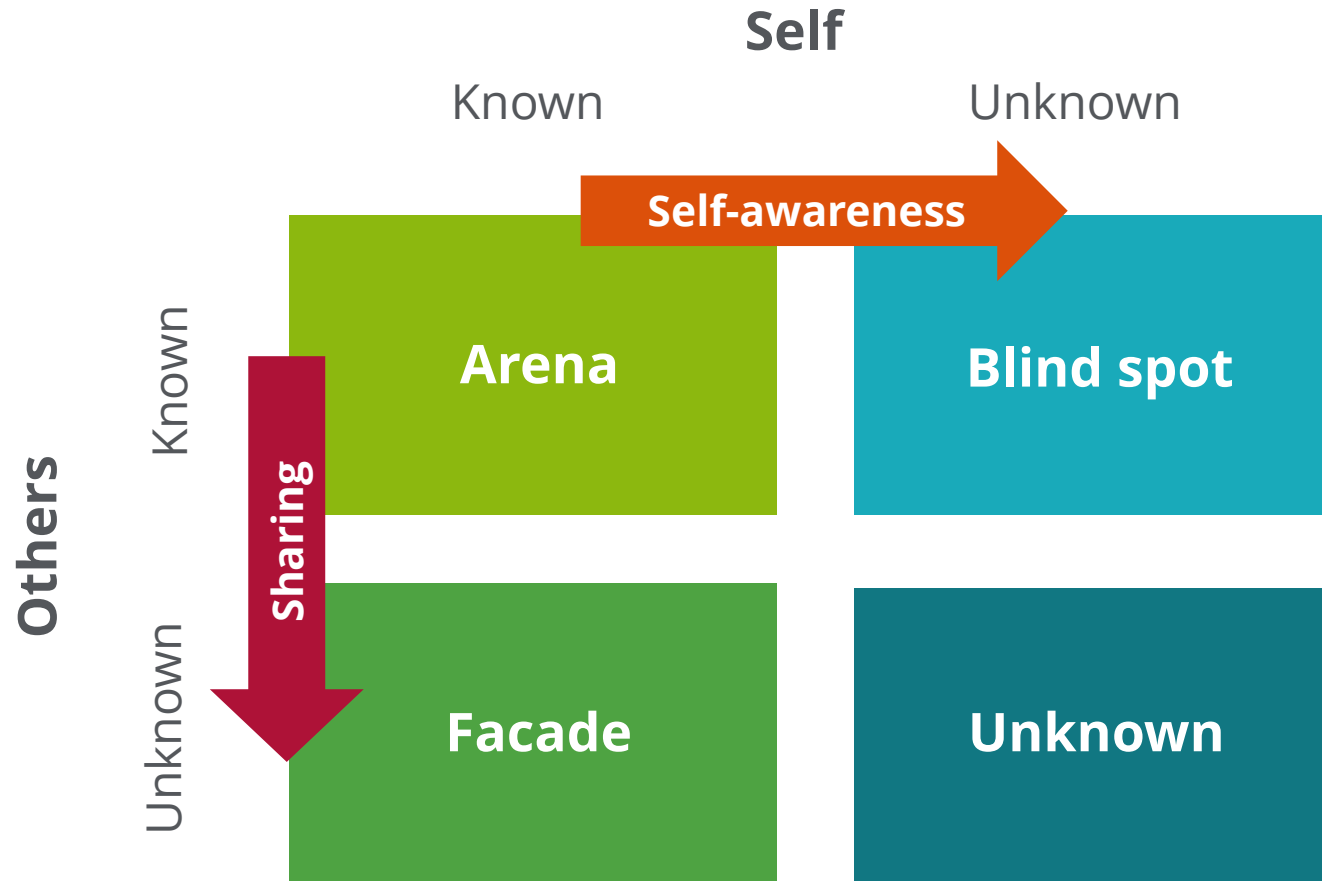 Self
Known
Unknown
Self-awareness
Others
Known
Arena
Blind spot
Sharing
Unknown
Facade
Unknown